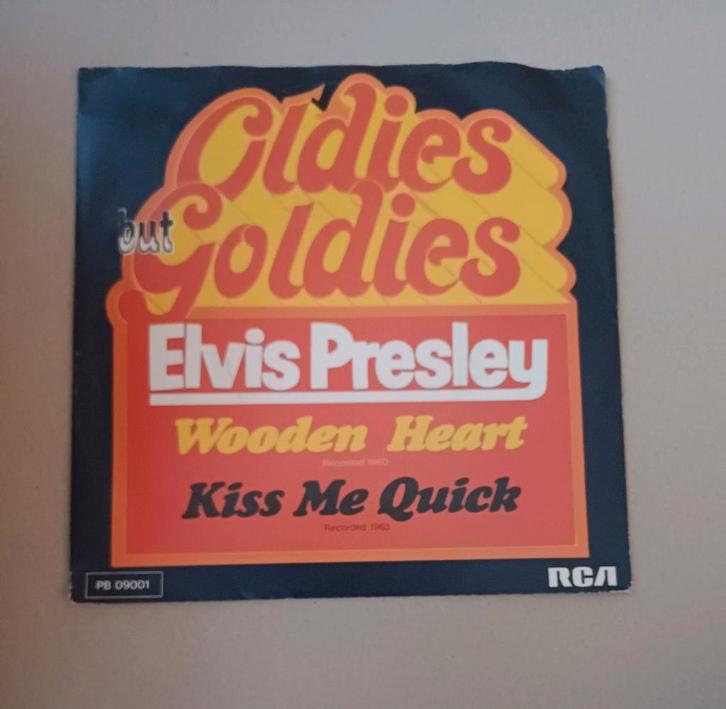 Oldies
but
Goldies
Elvis Presley
Wooden Heart
Recorded 1960
Kiss Me Quick
Recorded 1963
PB 09001
RCA